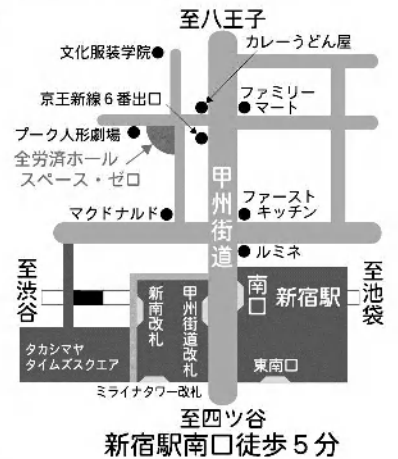 至八王子
カレーうどん屋
文化服装学院
京王新線6番出口
ファミリー
マート
プーク人形劇場
全労済ホール
スペース・ゼロ
甲州街道
マクドナルド
ファースト
キッチン
ルミネ
至渋谷
新南改札
甲州街道改札
南口
新宿駅
至池袋
タカシマヤ
タイムズスクエア
東南口
ミライナタワー改札
至四ツ谷
新宿駅南口徒歩5分